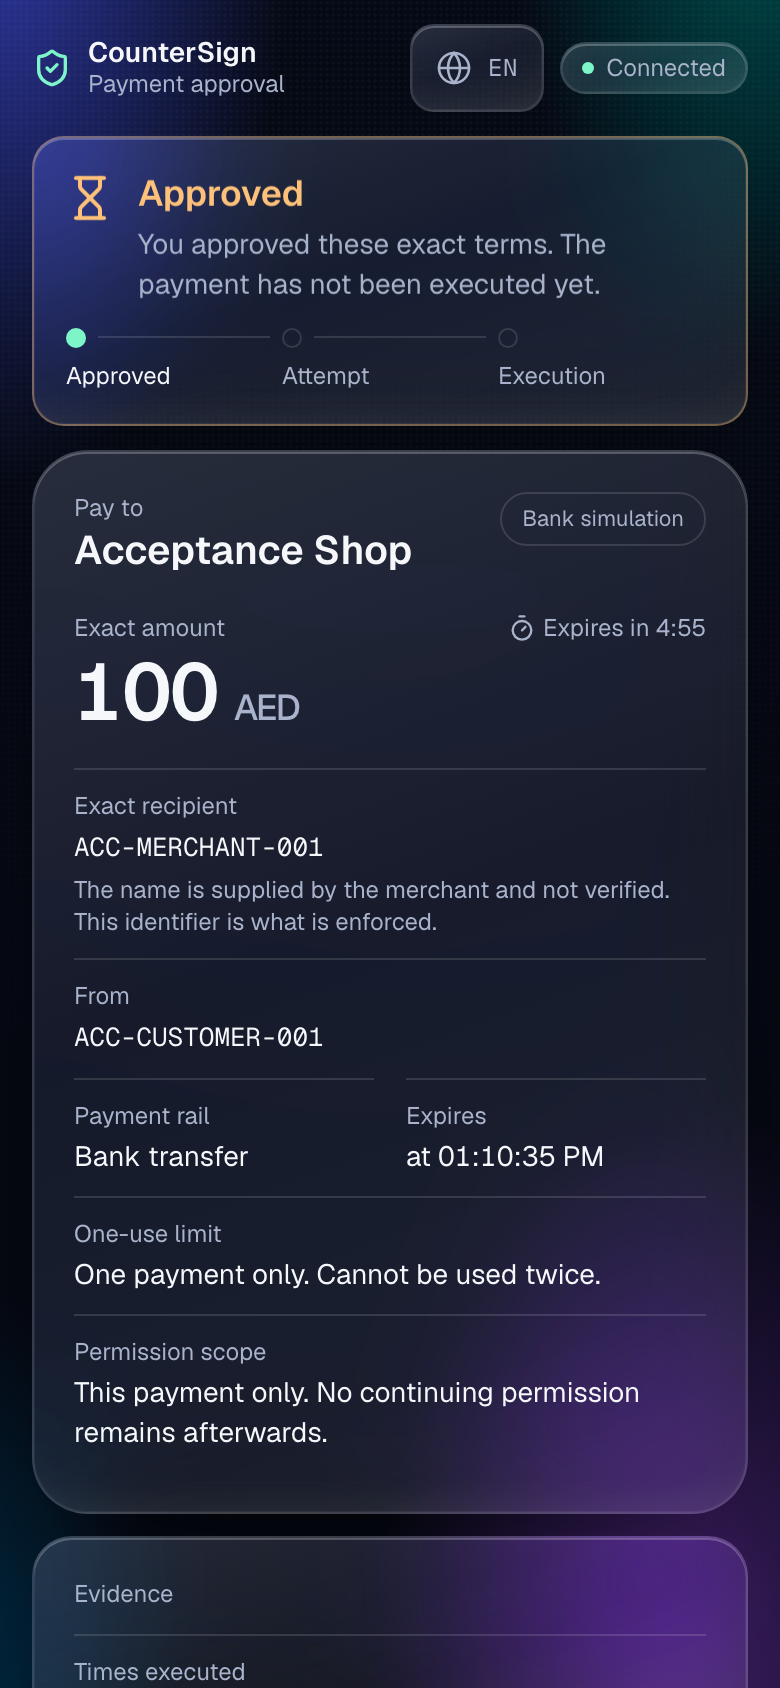 CounterSign
Payment approval
EN
Connected
Approved
You approved these exact terms. The
payment has not been executed yet.
Approved
Attempt
Execution
Pay to
Bank simulation
Acceptance Shop
Exact amount
Expires in 4:55
100 AED
Exact recipient
ACC-MERCHANT-001
The name is supplied by the merchant and not verified.
This identifier is what is enforced.
From
ACC-CUSTOMER-001
Payment rail
Bank transfer
Expires
at 01:10:35 PM
One-use limit
One payment only. Cannot be used twice.
Permission scope
This payment only. No continuing permission
remains afterwards.
Evidence
Times executed